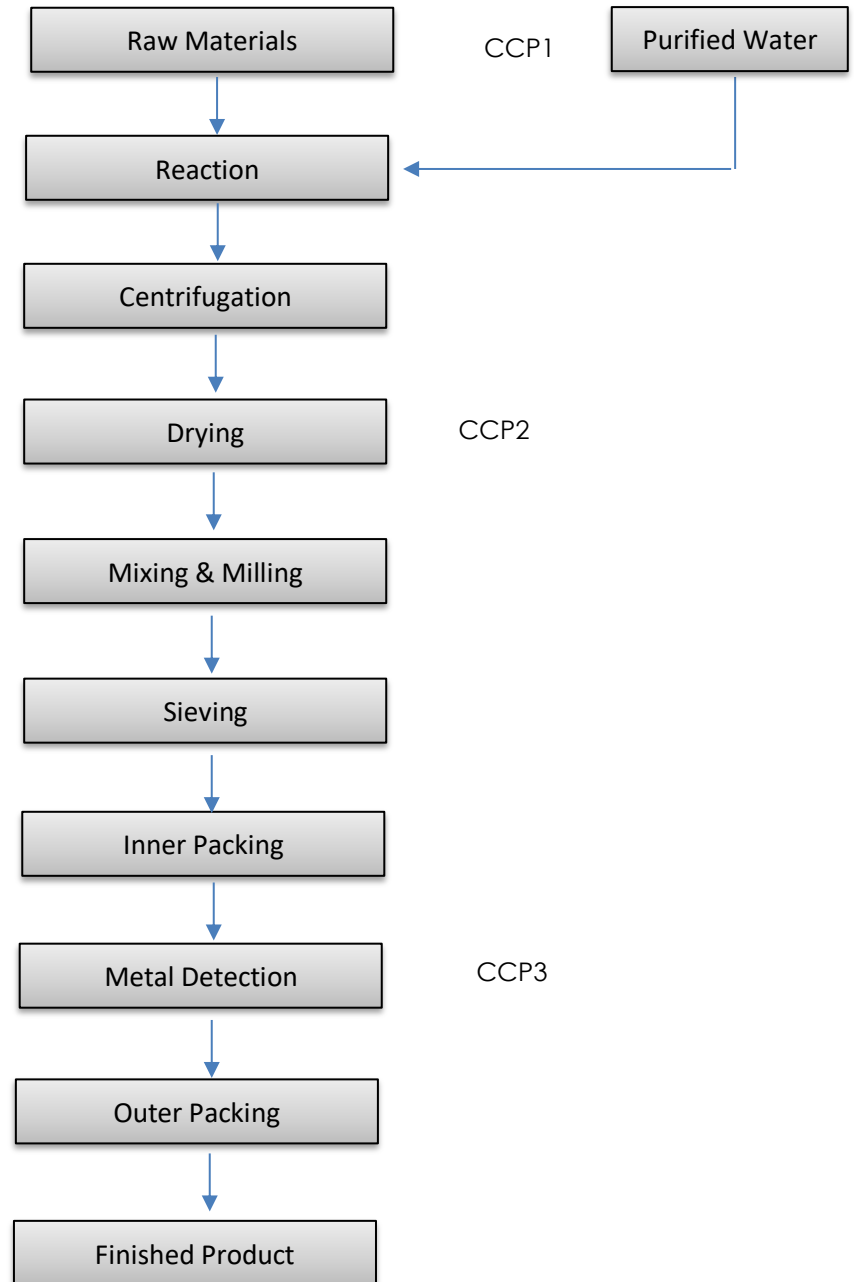 Raw Materials
CCP1
Purified Water
Reaction
Centrifugation
Drying
CCP2
Mixing & Milling
Sieving
Inner Packing
Metal Detection
CCP3
Outer Packing
Finished Product